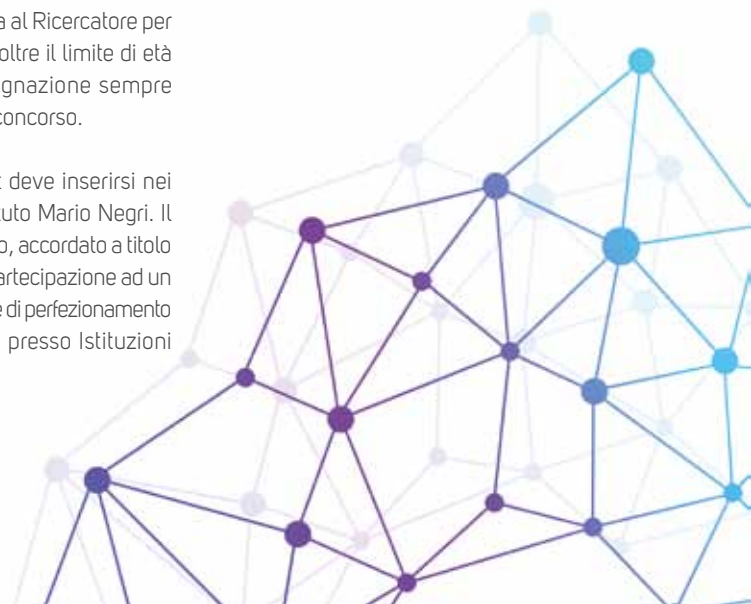 a al Ricercatore per
oltre il limite di età
gnazione sempre
concorso.
deve inserirsi nei
uto Mario Negri. Il
o, accordato a titolo
artecipazione ad un
e di perfezionamento
presso Istituzioni